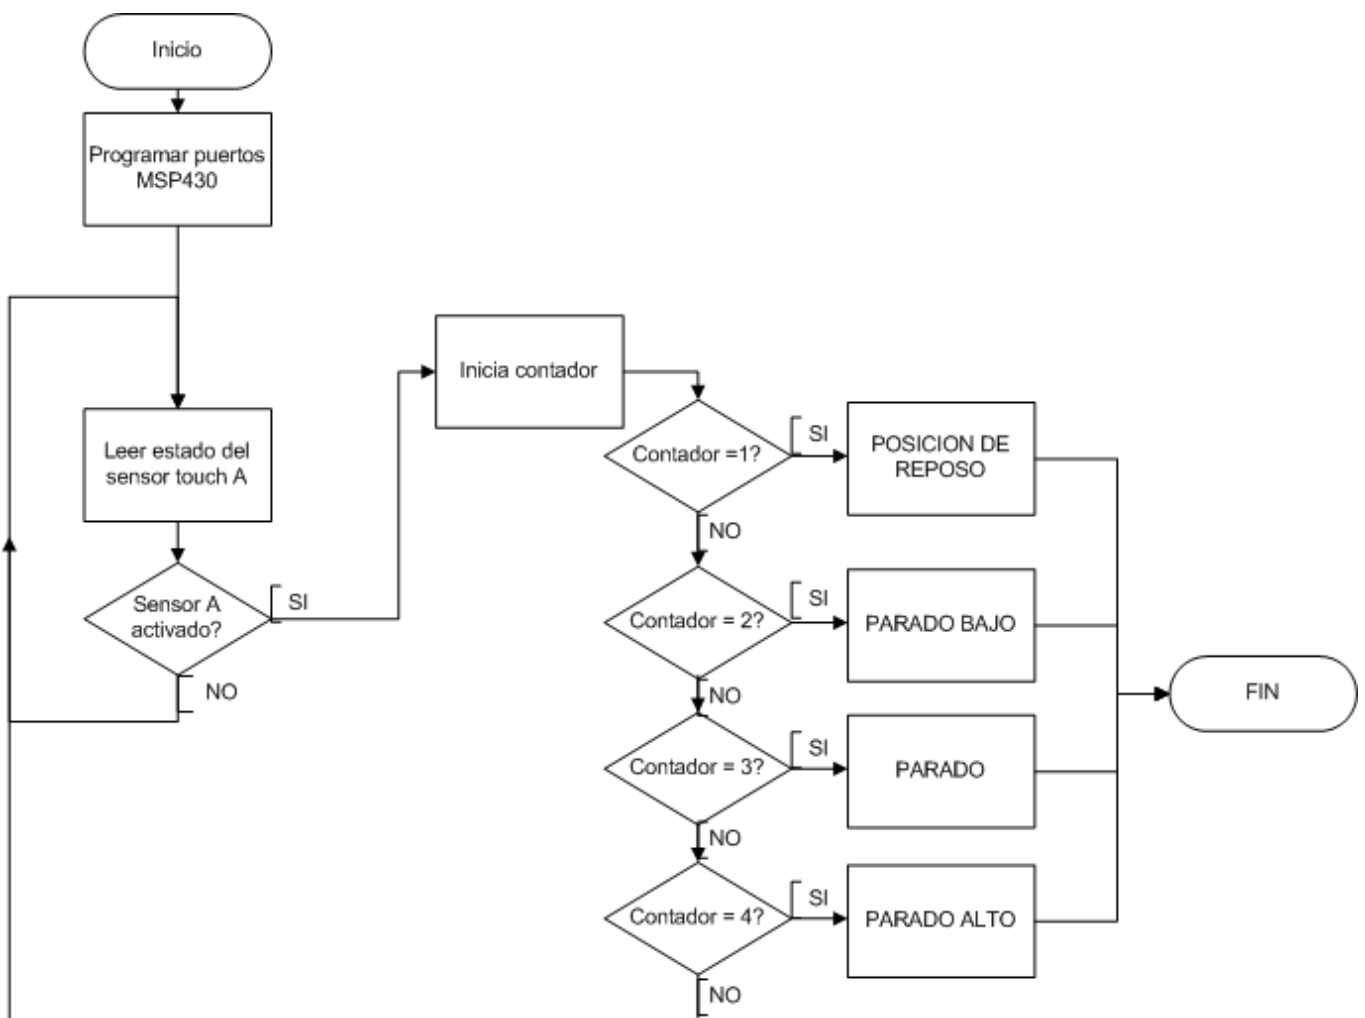 Inicio
Programar puertos
MSP430
Leer estado del
sensor touch A
Sensor A
activado?
SI
NO
Inicia contador
Contador =1?
SI
POSICION DE
REPOSO
NO
Contador = 2?
SI
PARADO BAJO
NO
Contador = 3?
SI
PARADO
NO
Contador = 4?
SI
PARADO ALTO
NO
FIN